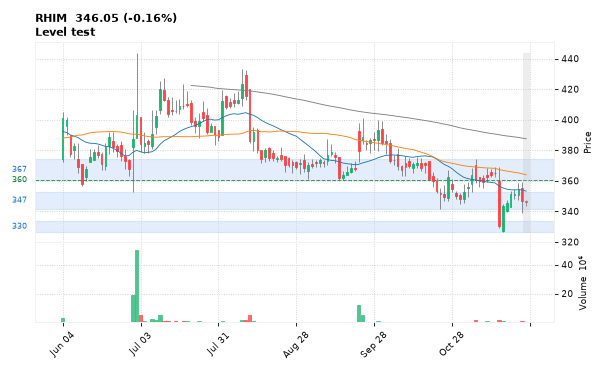 RHIM 346.05 (-0.16%)
Level test
440
420
400
380
360
340
320
40
20
Price
Volume 10⁶
367
360
347
330
Jun 04
Jul 03
Jul 31
Aug 28
Sep 28
Oct 28